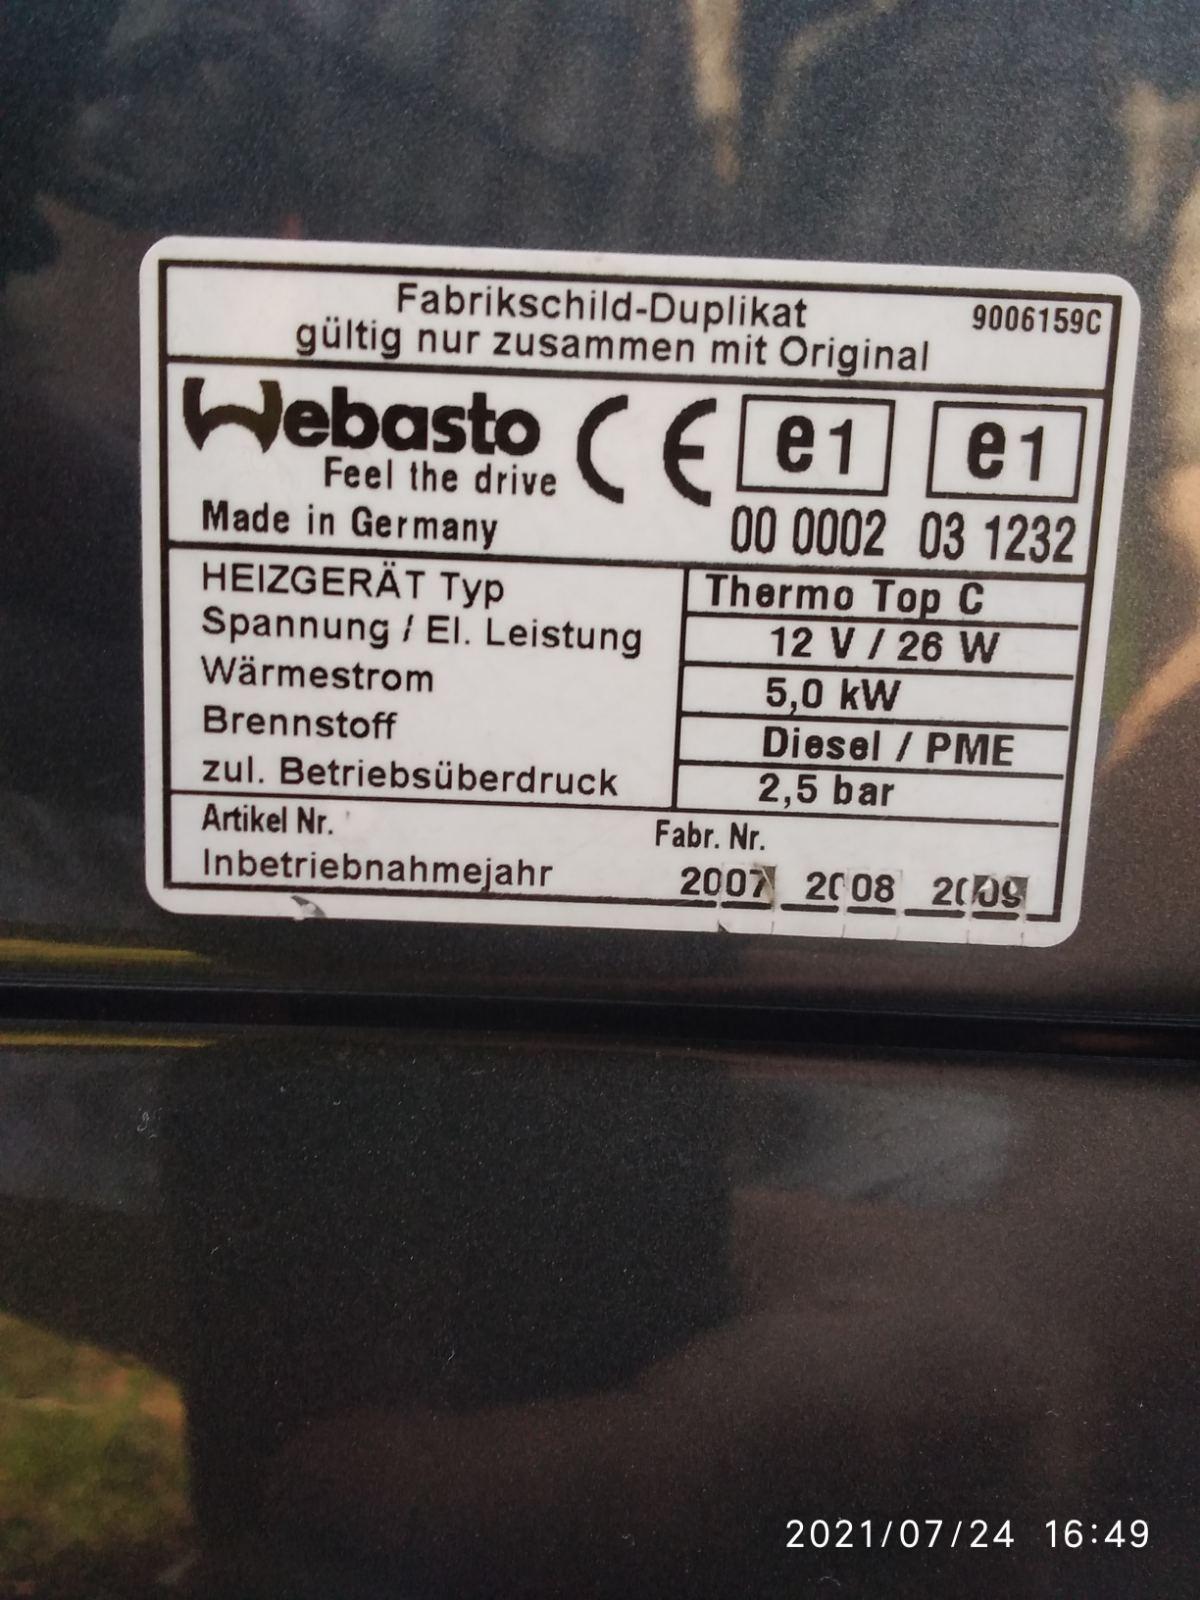 Fabrikschild-Duplikat 9006159C
gültig nur zusammen mit Original
Webasto CE e1 e1
Feel the drive
Made in Germany 00 0002 03 1232
HEIZGERÄT Typ Thermo Top C
Spannung / El. Leistung 12 V / 26 W
Wärmestrom 5,0 kW
Brennstoff Diesel / PME
zul. Betriebsüberdruck 2,5 bar
Artikel Nr. Fabr. Nr.
Inbetriebnahmejahr 2007 2008 2009
2021/07/24 16:49